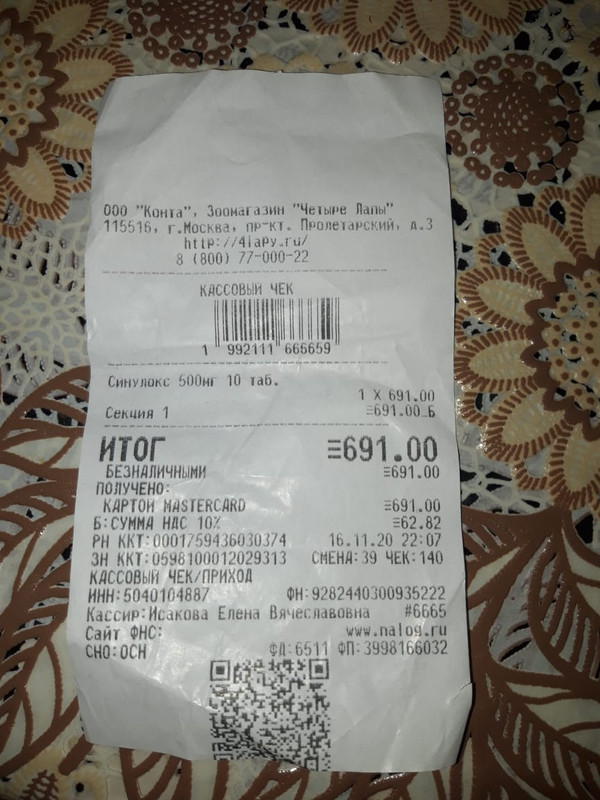 ООО "Конта", Зоомагазин "Четыре Лапы"
115516, г.Москва, пр-кт. Пролетарский, д.3
http://4lapy.ru/
8 (800) 77-000-22
КАССОВЫЙ ЧЕК
1 992111 666659
Синулокс 500мг 10 таб.
1 X 691.00
Секция 1 =691.00_Б
ИТОГ =691.00
БЕЗНАЛИЧНЫМИ =691.00
ПОЛУЧЕНО:
КАРТОЙ MASTERCARD =691.00
Б:СУММА НДС 10% =62.82
РН ККТ:0001759436030374 16.11.20 22:07
ЗН ККТ:0598100012029313 СМЕНА:39 ЧЕК:140
КАССОВЫЙ ЧЕК/ПРИХОД
ИНН:5040104887 ФН:9282440300935222
Кассир:Исакова Елена Вячеславовна #6665
Сайт ФНС: www.nalog.ru
СНО:ОСН ФД:6511 ФП:3998166032